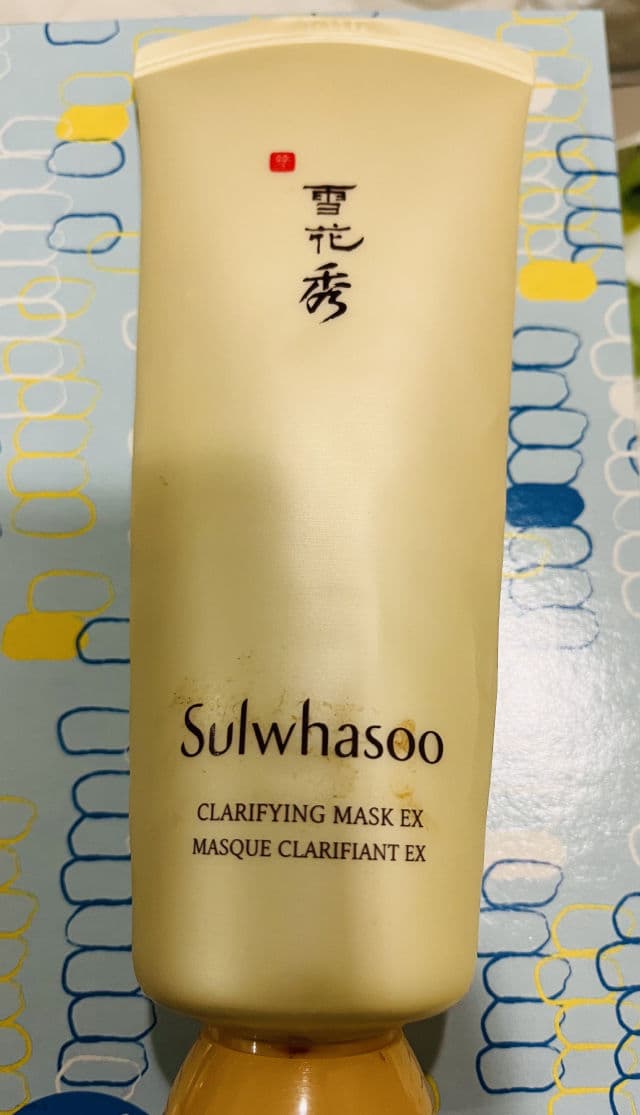 雪花秀
Sulwhasoo
CLARIFYING MASK EX
MASQUE CLARIFIANT EX